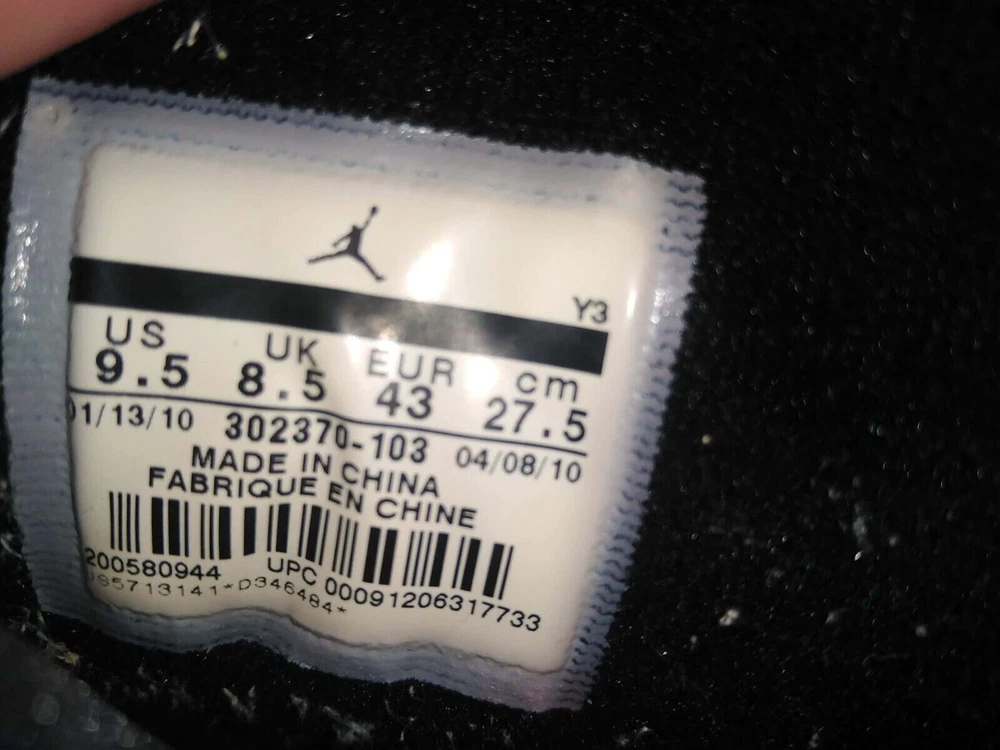 Y3
US UK EUR cm
9.5 8.5 43 27.5
01/13/10 302370-103 04/08/10
MADE IN CHINA
FABRIQUE EN CHINE
200580944 UPC 00091206317733